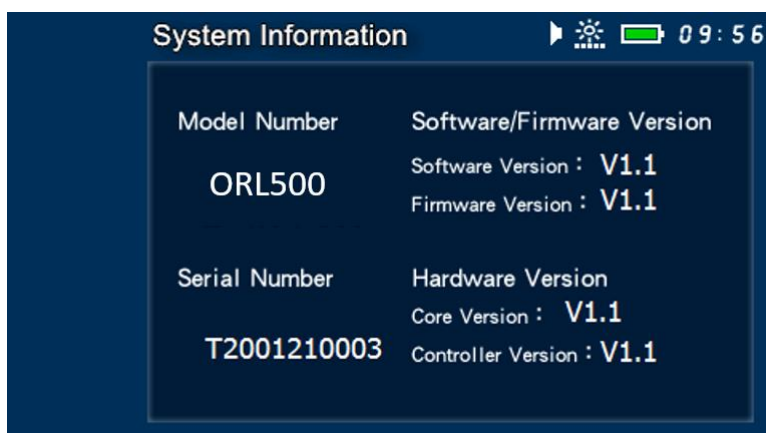 System Information 09:56
Model Number
ORL500
Software/Firmware Version
Software Version : V1.1
Firmware Version : V1.1
Serial Number
T2001210003
Hardware Version
Core Version : V1.1
Controller Version : V1.1